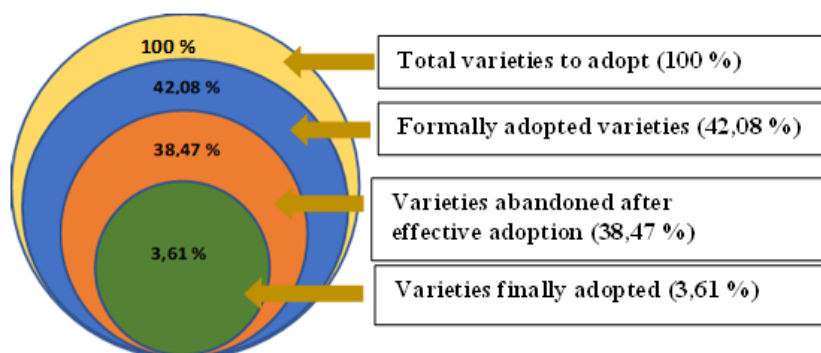 100 %
Total varieties to adopt (100 %)
42,08 %
Formally adopted varieties (42,08 %)
38,47 %
Varieties abandoned after
effective adoption (38,47 %)
3,61 %
Varieties finally adopted (3,61 %)